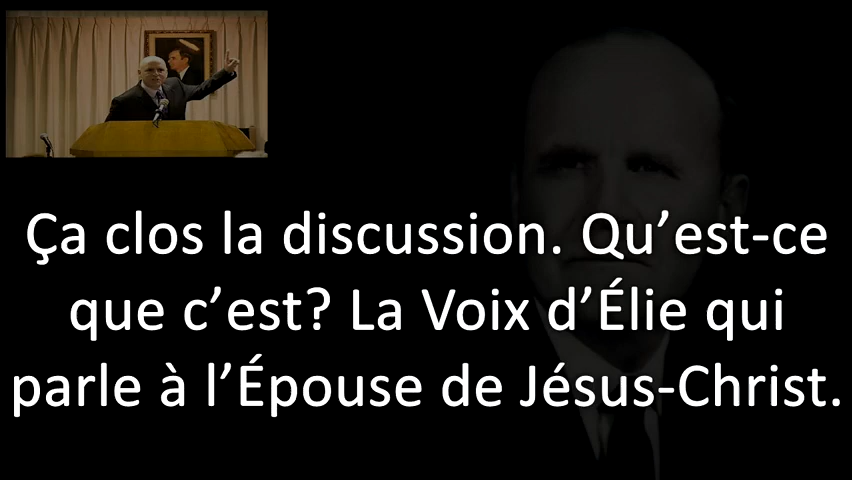 Ça clos la discussion. Qu’est-ce
que c’est? La Voix d’Élie qui
parle à l’Épouse de Jésus-Christ.